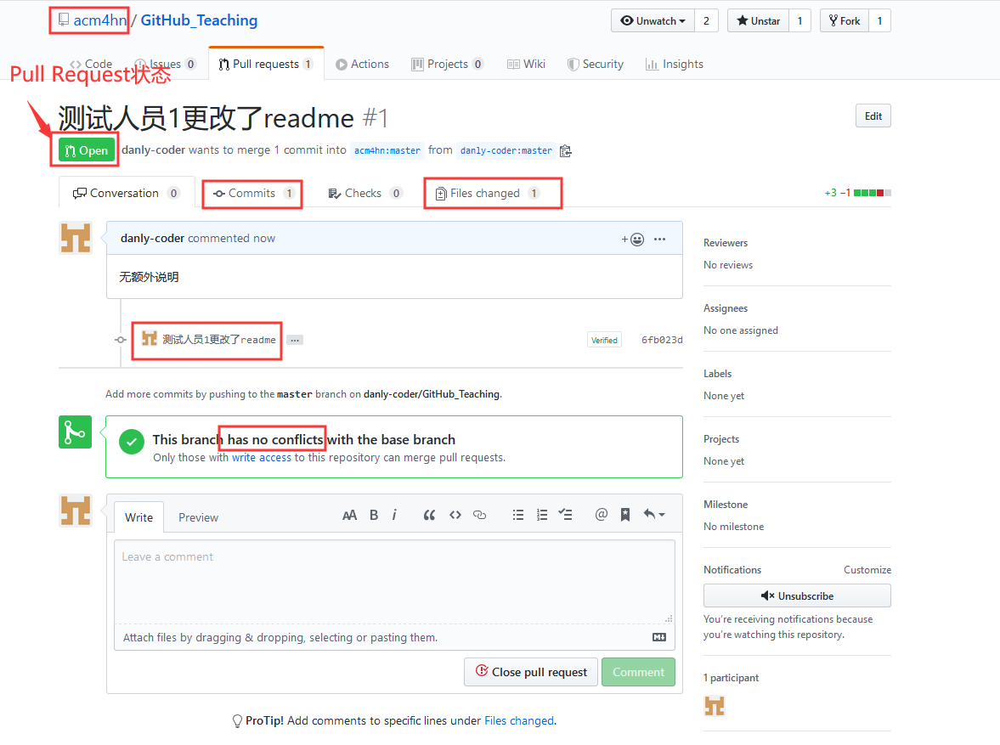 acm4hn / GitHub_Teaching
Unwatch 2 Unstar 1 Fork 1
Code Issues 0 Pull requests 1 Actions Projects 0 Wiki Security Insights
Pull Request状态
测试人员1更改了readme #1
Edit
Open danly-coder wants to merge 1 commit into acm4hn:master from danly-coder:master
Conversation 0 Commits 1 Checks 0 Files changed 1
+3 −1
danly-coder commented now
无额外说明
测试人员1更改了readme ... Verified 6fb023d
Add more commits by pushing to the master branch on danly-coder/GitHub_Teaching.
This branch has no conflicts with the base branch
Only those with write access to this repository can merge pull requests.
Write Preview
AA B i
Leave a comment
Attach files by dragging & dropping, selecting or pasting them.
Close pull request Comment
ProTip! Add comments to specific lines under Files changed.
Reviewers
No reviews
Assignees
No one assigned
Labels
None yet
Projects
None yet
Milestone
No milestone
Notifications Customize
Unsubscribe
You're receiving notifications because
you're watching this repository.
1 participant